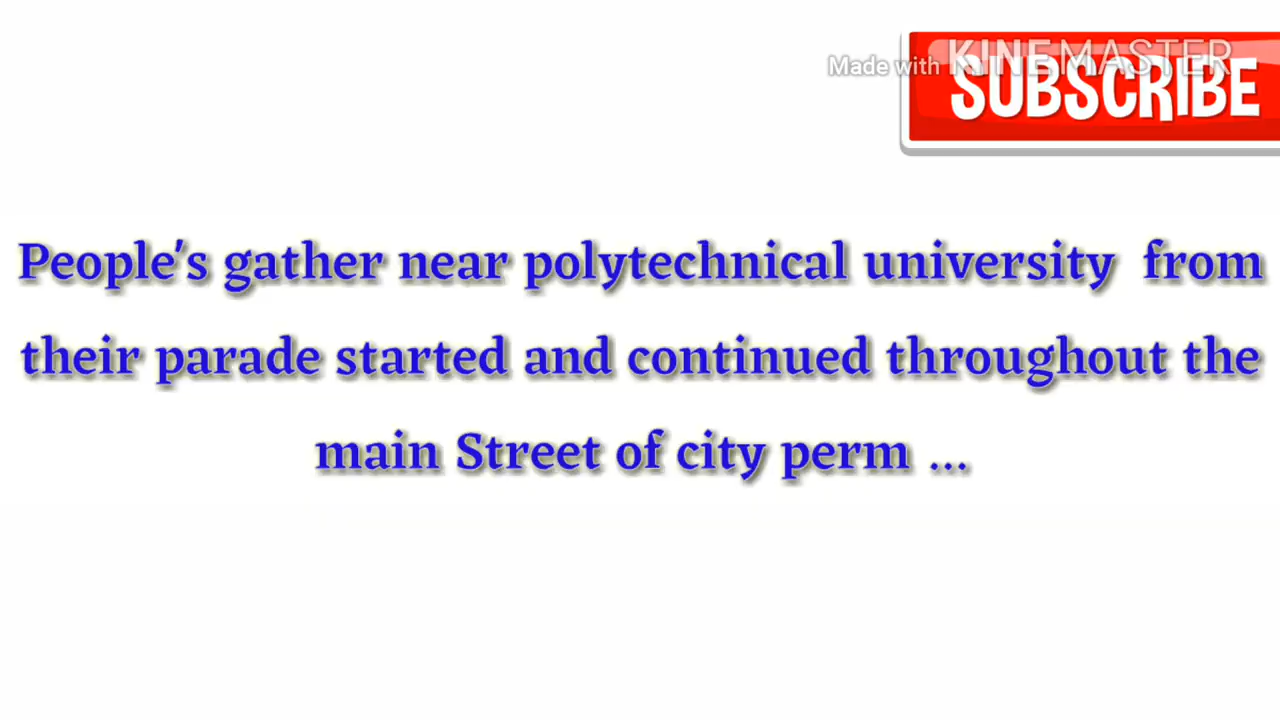 Made with KINEMASTER
SUBSCRIBE
People's gather near polytechnical university from
their parade started and continued throughout the
main Street of city perm ...